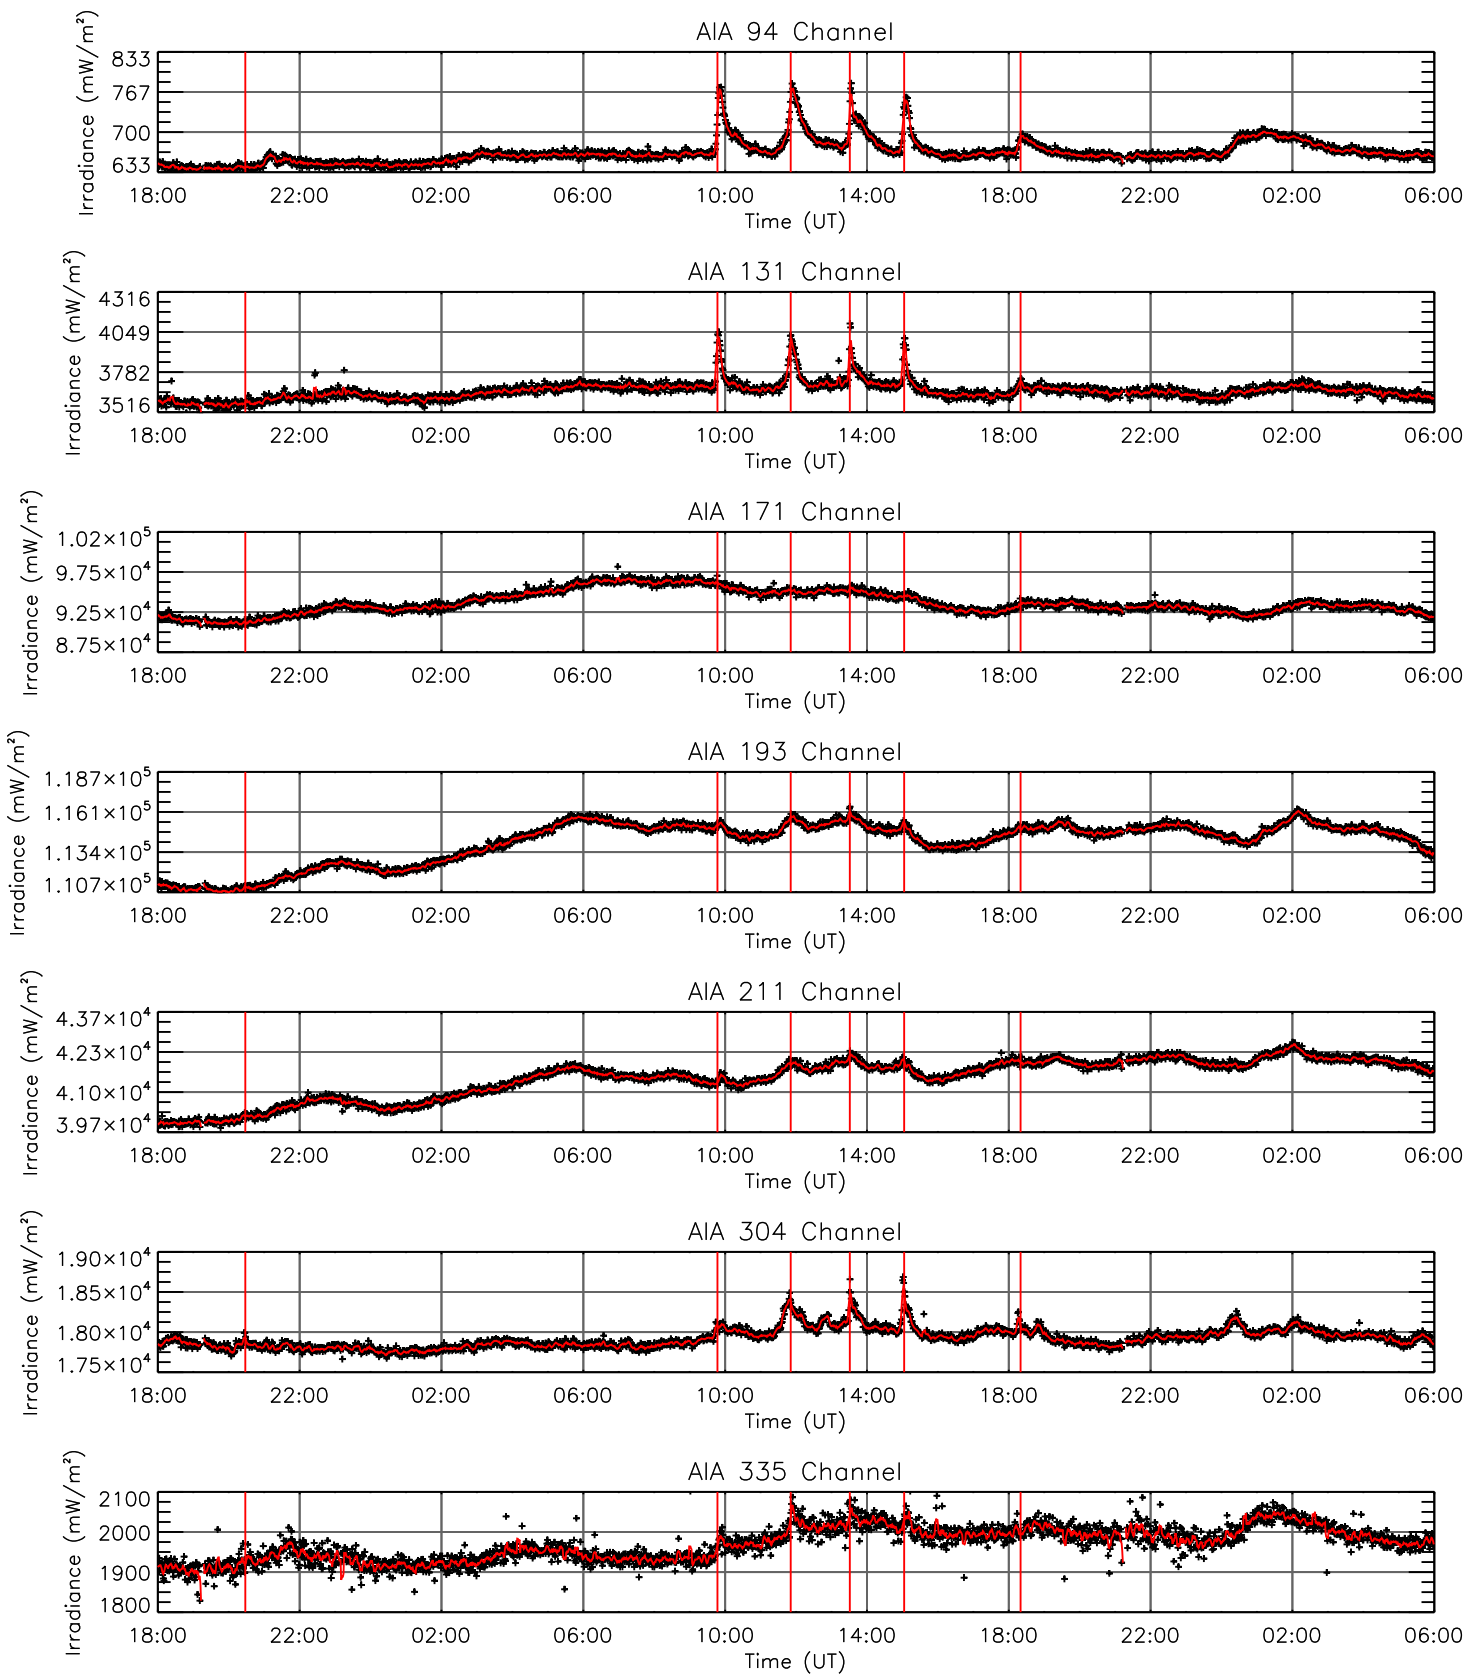 AIA 94 Channel
Irradiance (mW/m²)
833
767
700
633
18:00 22:00 02:00 06:00 10:00 14:00 18:00 22:00 02:00 06:00
Time (UT)
AIA 131 Channel
Irradiance (mW/m²)
4316
4049
3782
3516
18:00 22:00 02:00 06:00 10:00 14:00 18:00 22:00 02:00 06:00
Time (UT)
AIA 171 Channel
Irradiance (mW/m²)
1.02×10⁵
9.75×10⁴
9.25×10⁴
8.75×10⁴
18:00 22:00 02:00 06:00 10:00 14:00 18:00 22:00 02:00 06:00
Time (UT)
AIA 193 Channel
Irradiance (mW/m²)
1.187×10⁵
1.161×10⁵
1.134×10⁵
1.107×10⁵
18:00 22:00 02:00 06:00 10:00 14:00 18:00 22:00 02:00 06:00
Time (UT)
AIA 211 Channel
Irradiance (mW/m²)
4.37×10⁴
4.23×10⁴
4.10×10⁴
3.97×10⁴
18:00 22:00 02:00 06:00 10:00 14:00 18:00 22:00 02:00 06:00
Time (UT)
AIA 304 Channel
Irradiance (mW/m²)
1.90×10⁴
1.85×10⁴
1.80×10⁴
1.75×10⁴
18:00 22:00 02:00 06:00 10:00 14:00 18:00 22:00 02:00 06:00
Time (UT)
AIA 335 Channel
Irradiance (mW/m²)
2100
2000
1900
1800
18:00 22:00 02:00 06:00 10:00 14:00 18:00 22:00 02:00 06:00
Time (UT)